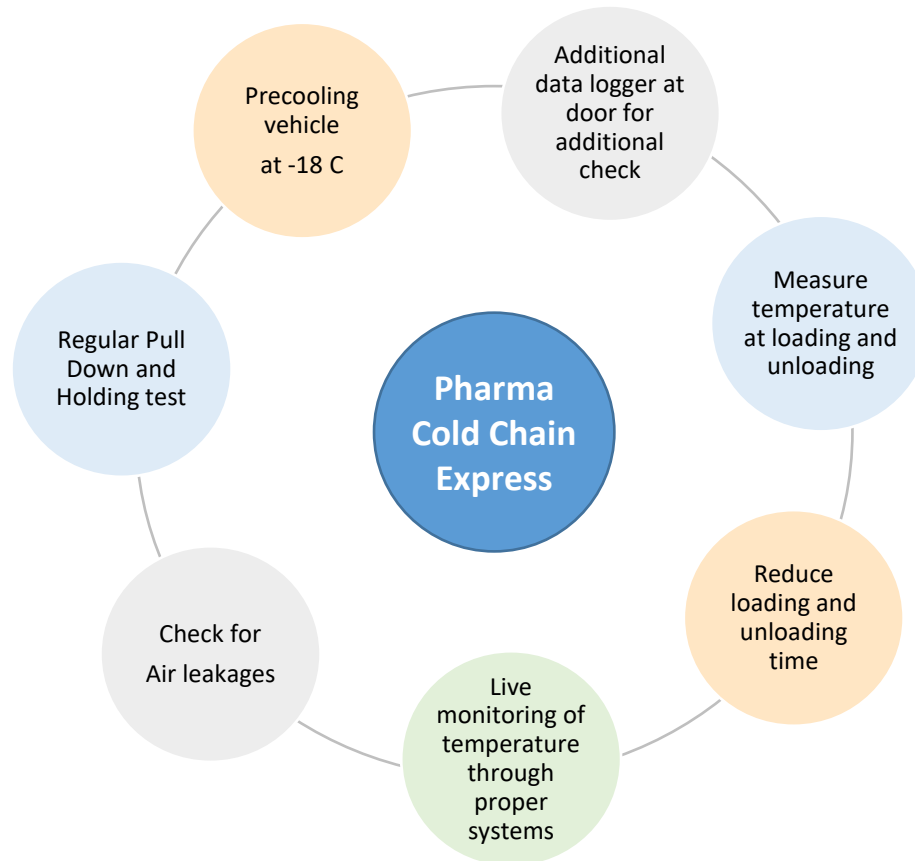 Additional
data logger at
door for
additional
check
Precooling
vehicle
at -18 C
Measure
temperature
at loading and
unloading
Regular Pull
Down and
Holding test
Pharma
Cold Chain
Express
Reduce
loading and
unloading
time
Check for
Air leakages
Live
monitoring of
temperature
through
proper
systems